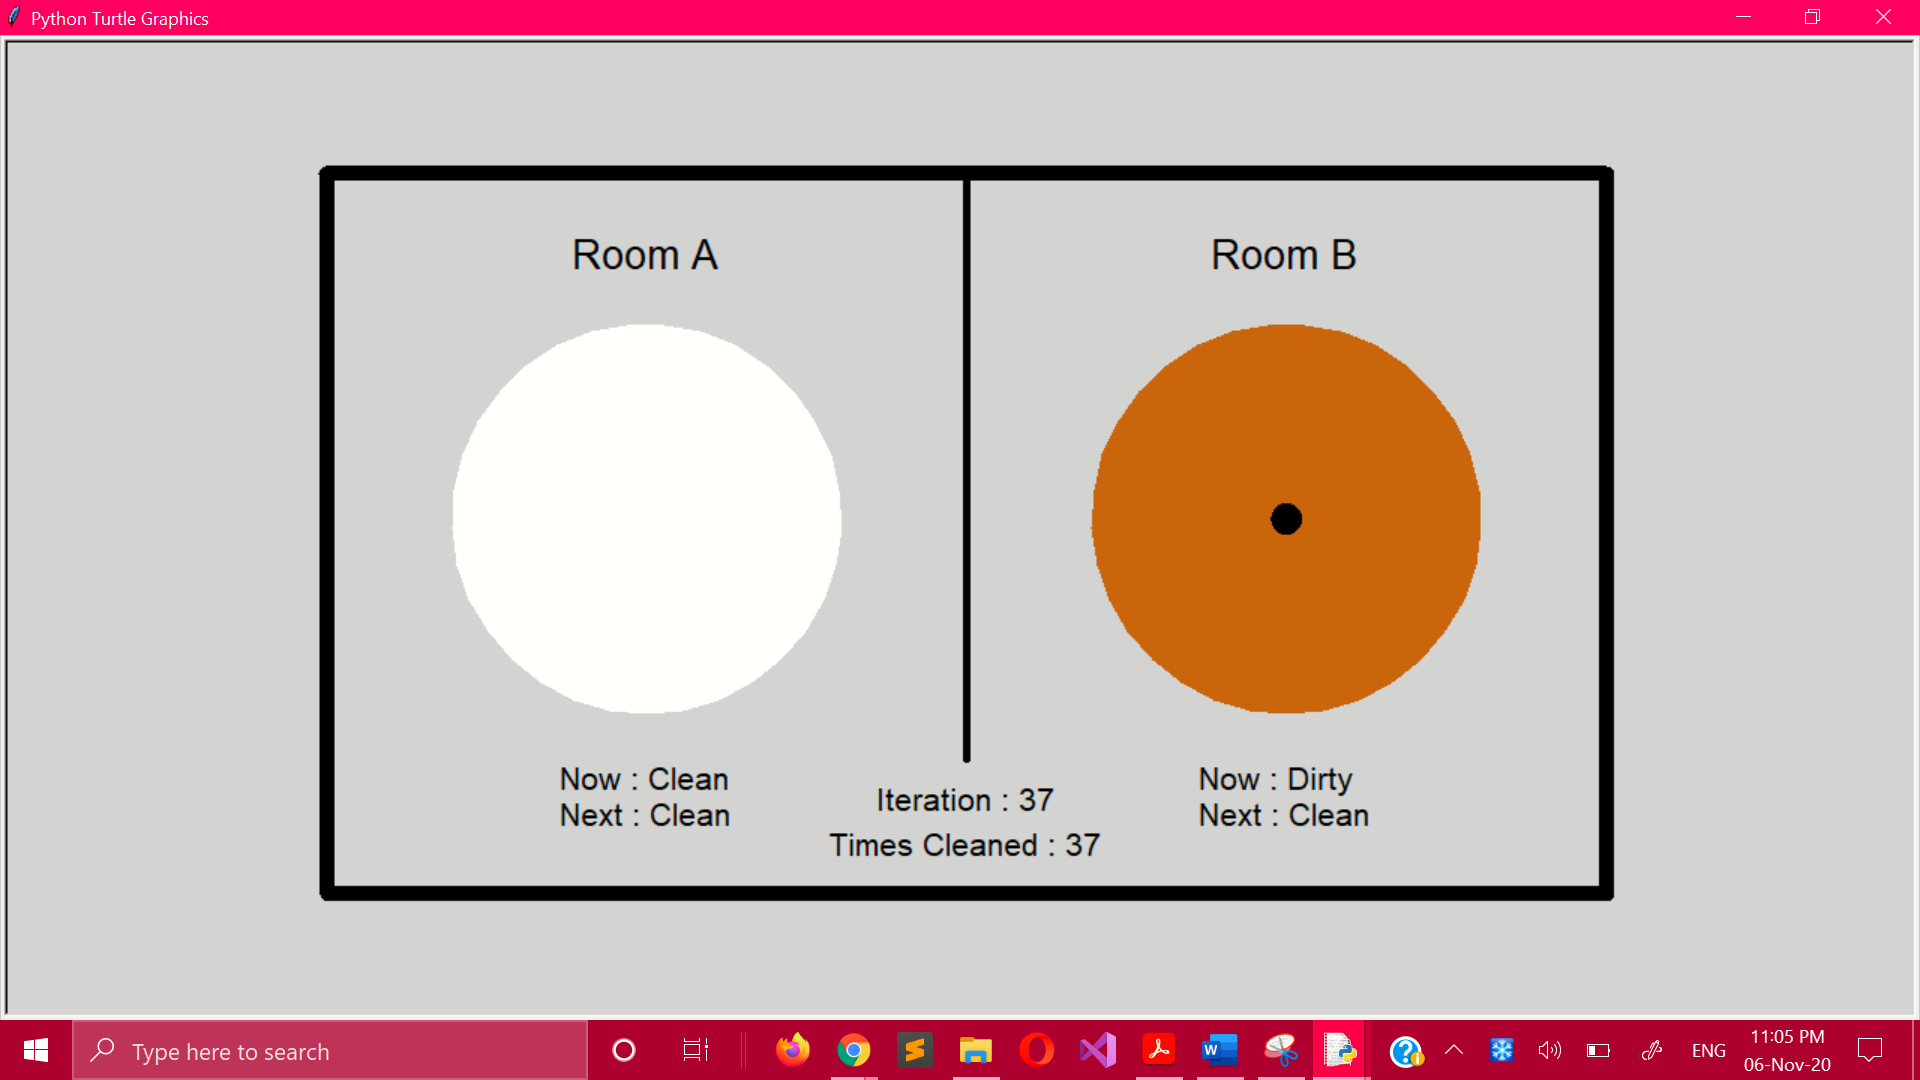 Python Turtle Graphics
Room A
Room B
Now : Clean
Next : Clean
Iteration : 37
Times Cleaned : 37
Now : Dirty
Next : Clean
Type here to search
ENG
11:05 PM
06-Nov-20